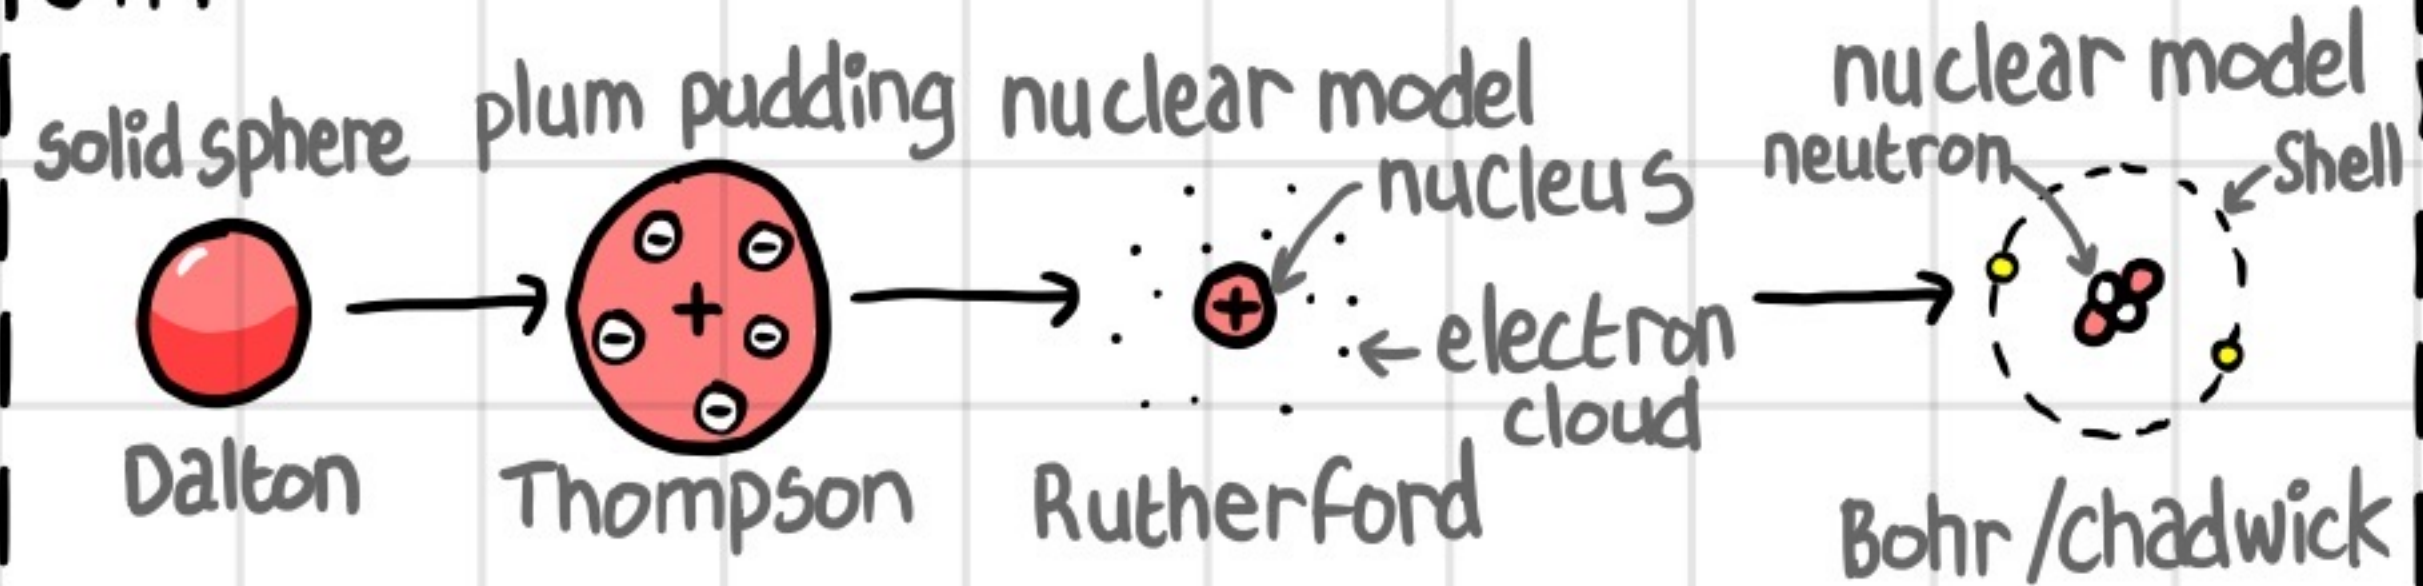 solid sphere
plum pudding
nuclear model
nucleus
electron
cloud
nuclear model
neutron
Shell
+
Dalton
Thompson
Rutherford
Bohr/chadwick